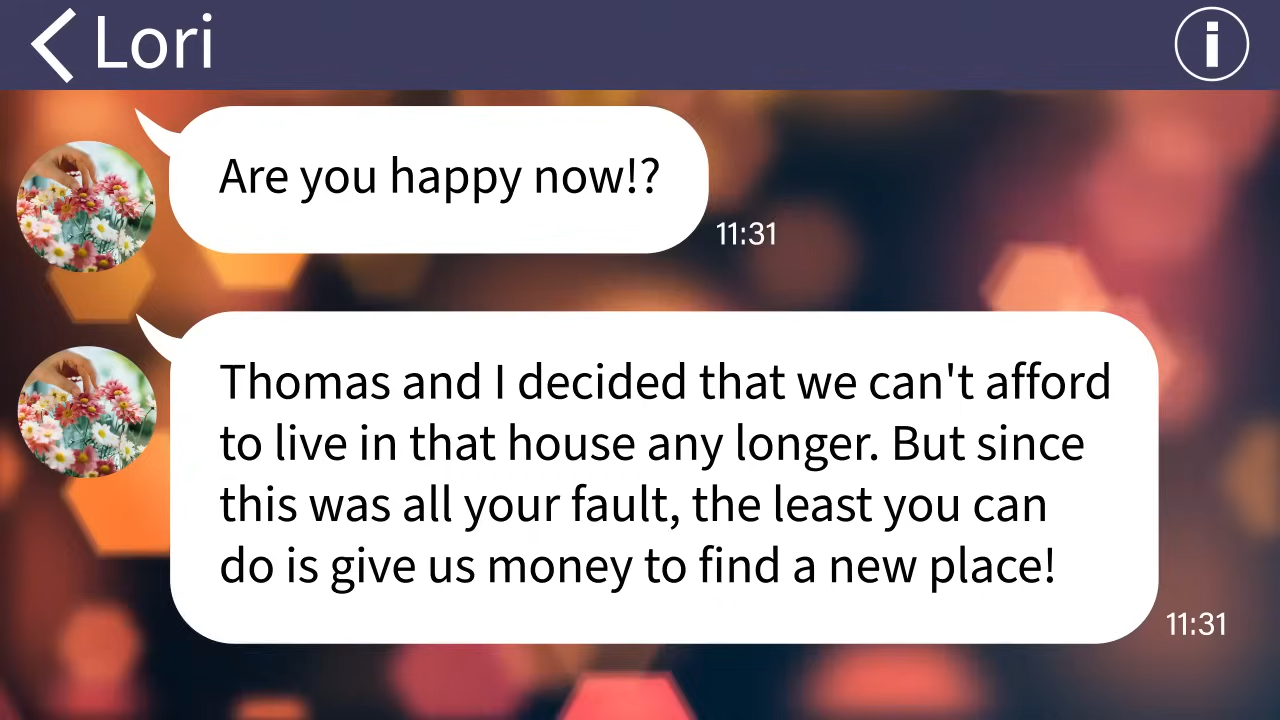 Lori
Are you happy now!?
11:31
Thomas and I decided that we can't afford
to live in that house any longer. But since
this was all your fault, the least you can
do is give us money to find a new place!
11:31